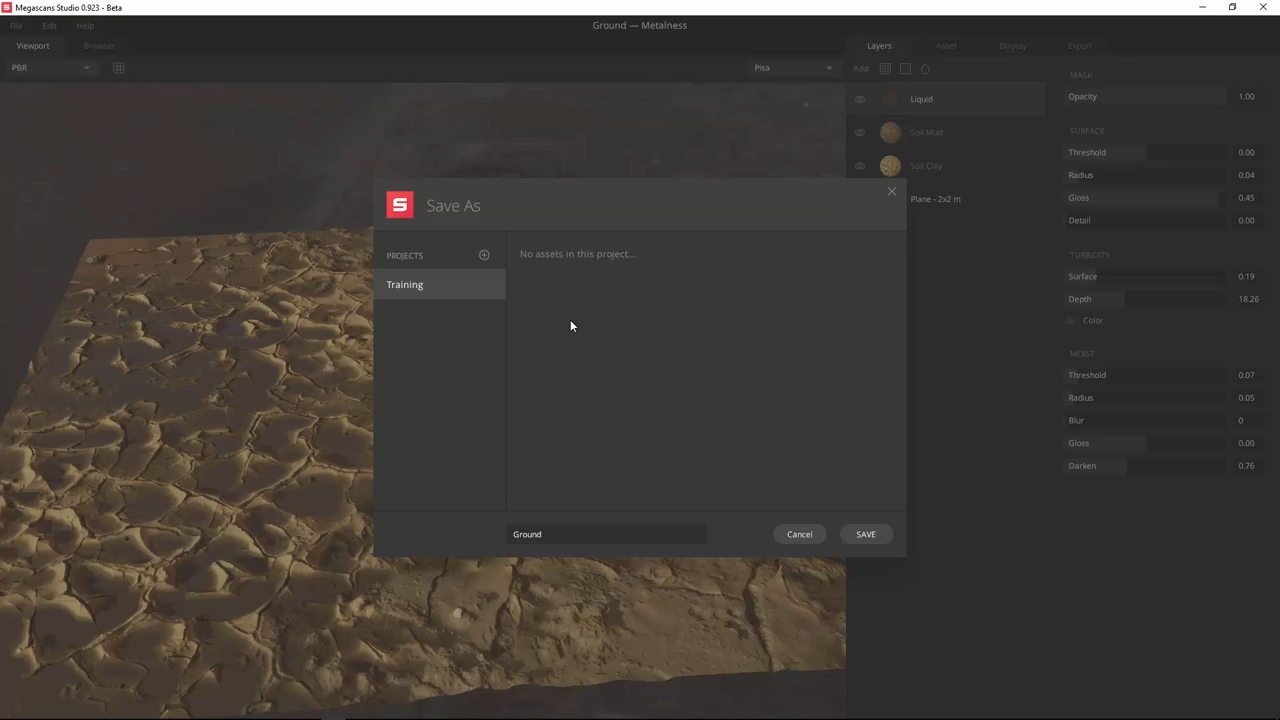 Megascans Studio 0.923 - Beta
File Edit Help
Ground — Metalness
Viewport Browser
Layers Asset Display Export
PBR
Pisa
Add:
MASK
Opacity 1.00
Liquid
Soil Mud
Soil Clay
Plane - 2x2 m
SURFACE
Threshold 0.00
Radius 0.04
Gloss 0.45
Detail 0.00
TURBIDITY
Surface 0.19
Depth 18.26
Color
MOIST
Threshold 0.07
Radius 0.05
Blur 0
Gloss 0.00
Darken 0.76
S Save As
PROJECTS
Training
No assets in this project...
Ground
Cancel SAVE